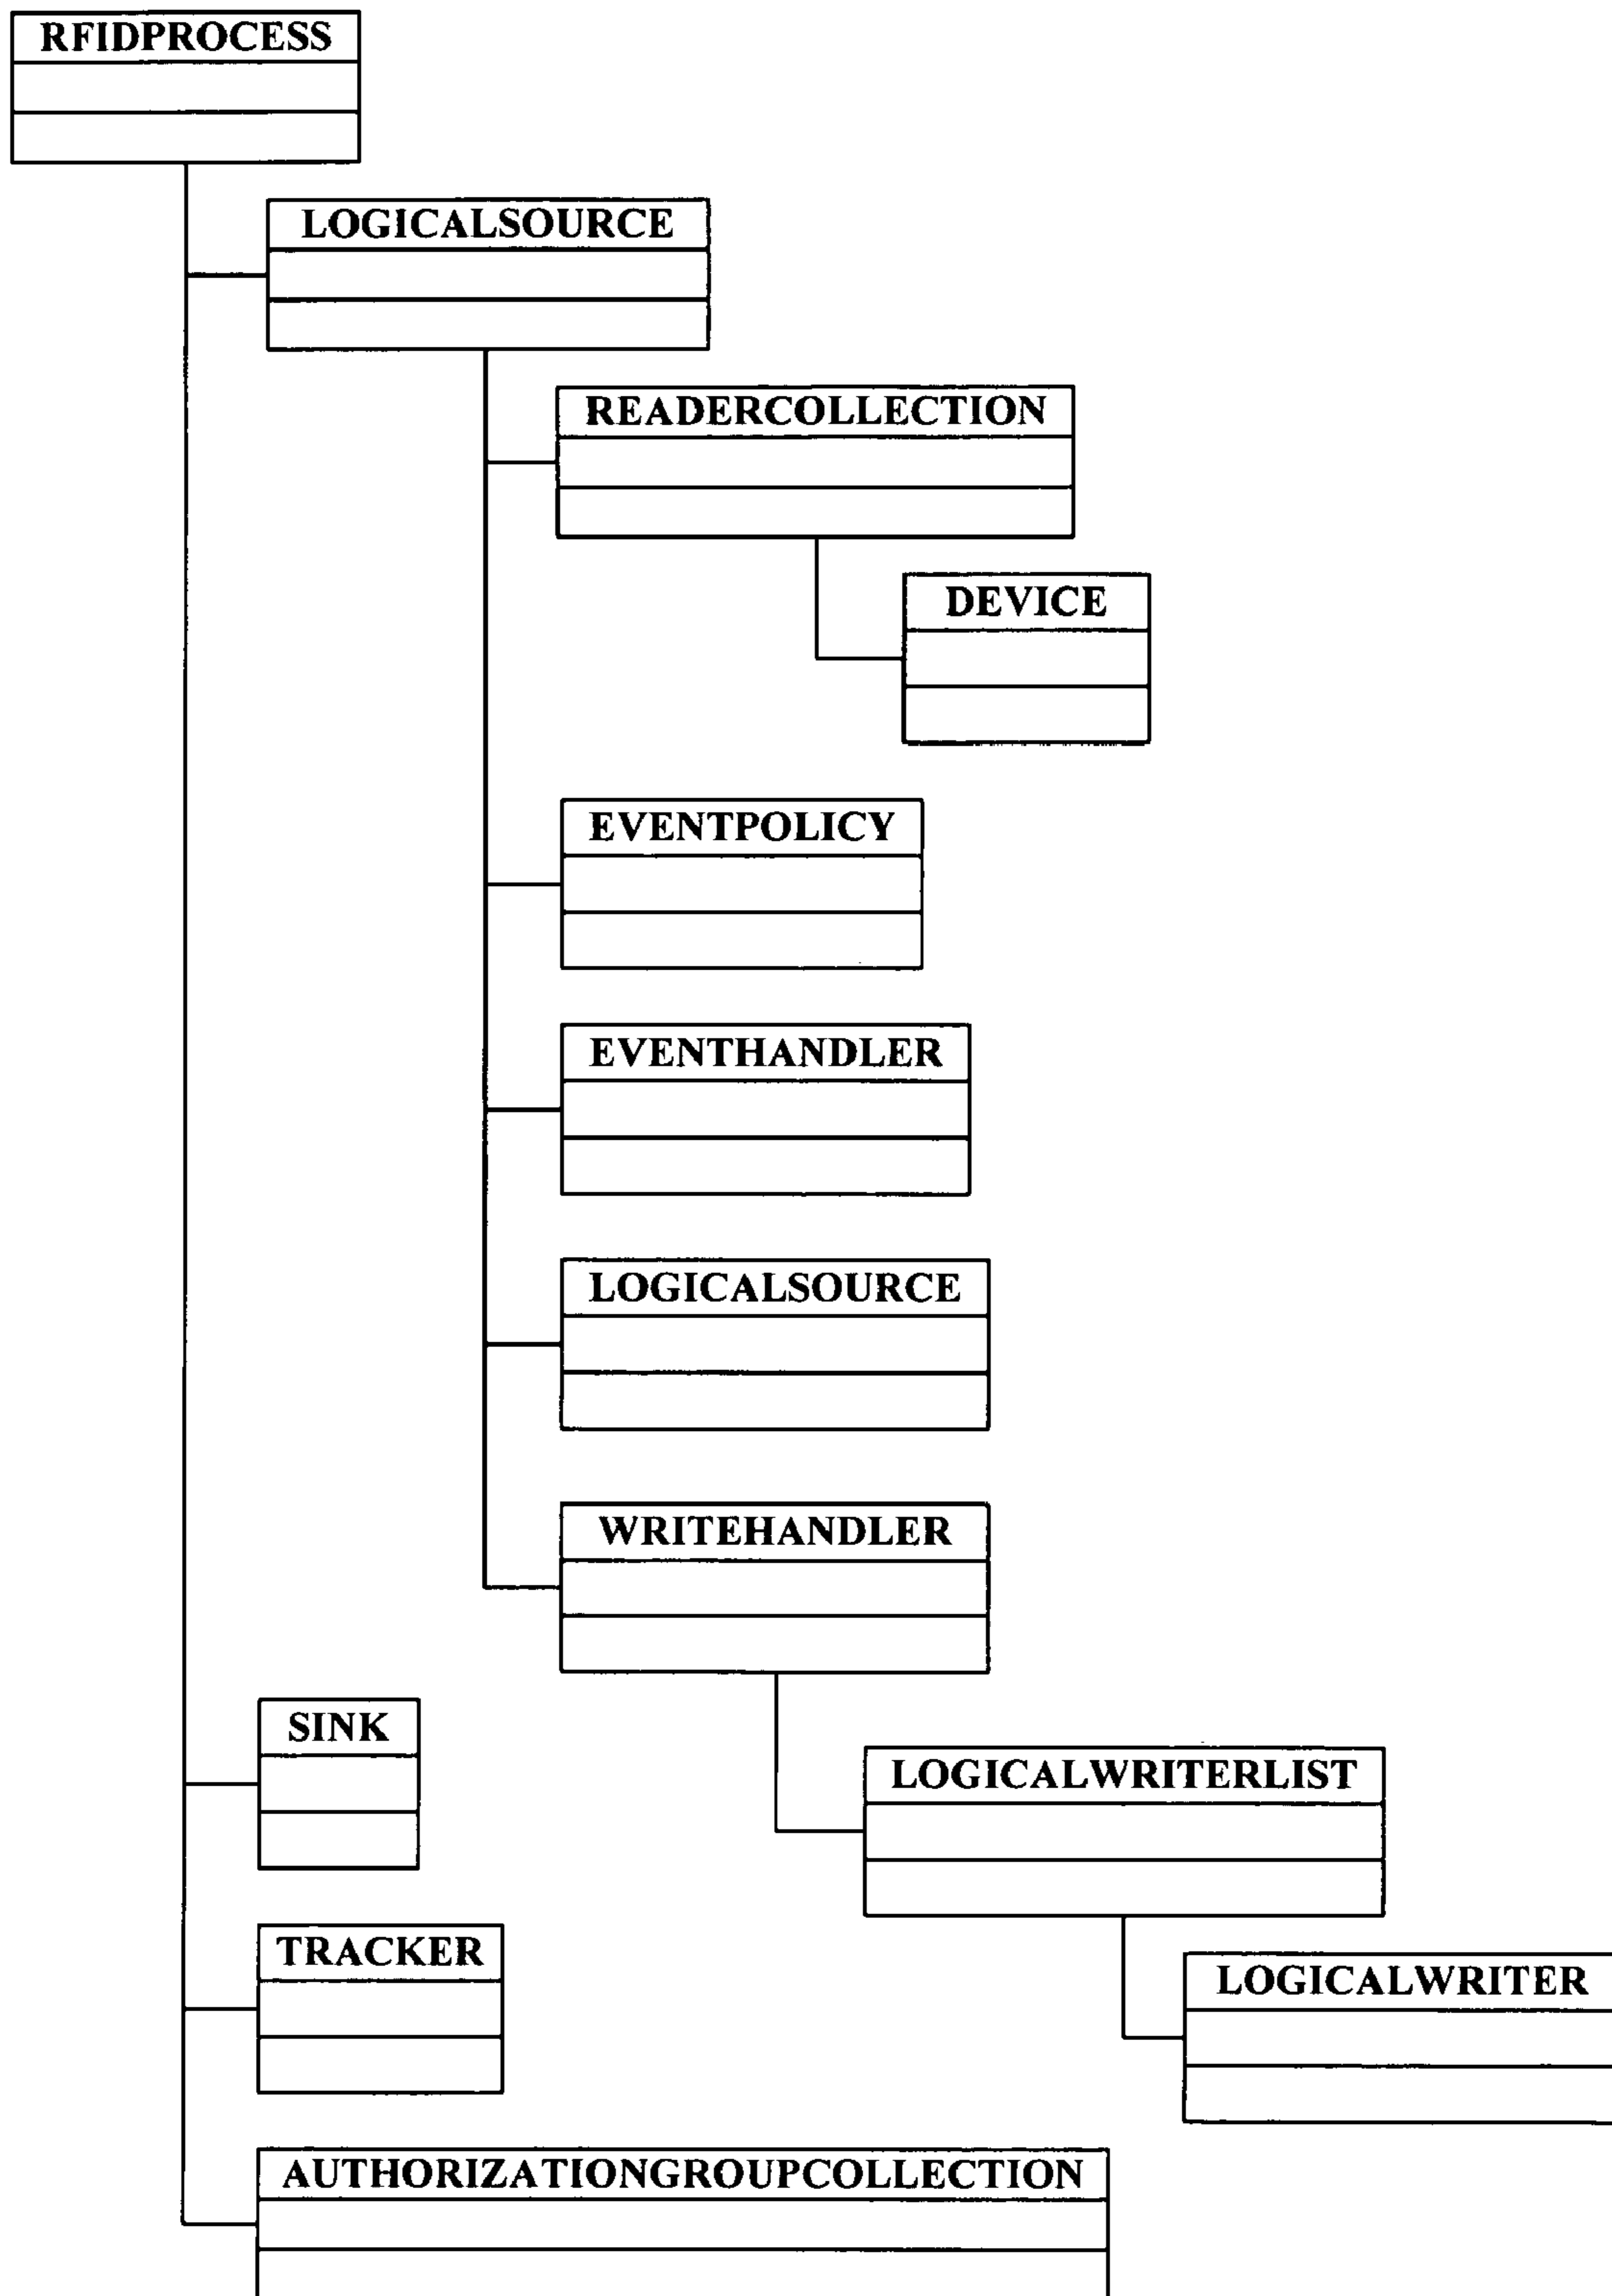 RFIDPROCESS
LOGICALSOURCE
READERCOLLECTION
DEVICE
EVENTPOLICY
EVENTHANDLER
LOGICALSOURCE
WRITEHANDLER
SINK
LOGICALWRITERLIST
TRACKER
LOGICALWRITER
AUTHORIZATIONGROUPCOLLECTION